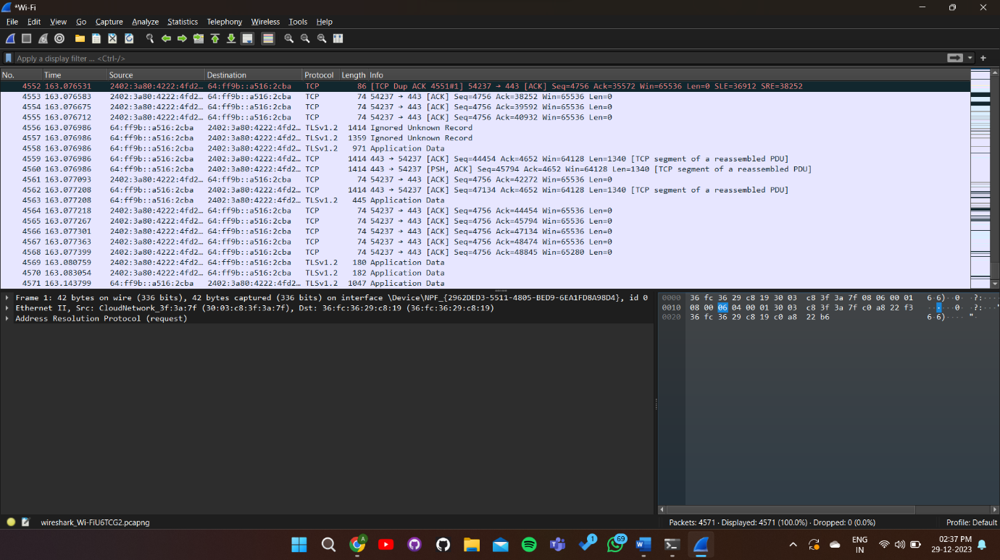 *Wi-Fi
File Edit View Go Capture Analyze Statistics Telephony Wireless Tools Help
Apply a display filter ... <Ctrl-/>
No. Time Source Destination Protocol Length Info
4552 163.076531 2402:3a80:4222:4fd2… 64:ff9b::a516:2cba TCP 86 [TCP Dup ACK 4551#1] 54237 → 443 [ACK] Seq=4756 Ack=35572 Win=65536 Len=0 SLE=36912 SRE=38252
4553 163.076583 2402:3a80:4222:4fd2… 64:ff9b::a516:2cba TCP 74 54237 → 443 [ACK] Seq=4756 Ack=38252 Win=65536 Len=0
4554 163.076675 2402:3a80:4222:4fd2… 64:ff9b::a516:2cba TCP 74 54237 → 443 [ACK] Seq=4756 Ack=39592 Win=65536 Len=0
4555 163.076712 2402:3a80:4222:4fd2… 64:ff9b::a516:2cba TCP 74 54237 → 443 [ACK] Seq=4756 Ack=40932 Win=65536 Len=0
4556 163.076986 64:ff9b::a516:2cba 2402:3a80:4222:4fd2… TLSv1.2 1414 Ignored Unknown Record
4557 163.076986 64:ff9b::a516:2cba 2402:3a80:4222:4fd2… TLSv1.2 1359 Ignored Unknown Record
4558 163.076986 64:ff9b::a516:2cba 2402:3a80:4222:4fd2… TLSv1.2 971 Application Data
4559 163.076986 64:ff9b::a516:2cba 2402:3a80:4222:4fd2… TCP 1414 443 → 54237 [ACK] Seq=44454 Ack=4652 Win=64128 Len=1340 [TCP segment of a reassembled PDU]
4560 163.076986 64:ff9b::a516:2cba 2402:3a80:4222:4fd2… TCP 1414 443 → 54237 [PSH, ACK] Seq=45794 Ack=4652 Win=64128 Len=1340 [TCP segment of a reassembled PDU]
4561 163.077093 2402:3a80:4222:4fd2… 64:ff9b::a516:2cba TCP 74 54237 → 443 [ACK] Seq=4756 Ack=42272 Win=65536 Len=0
4562 163.077208 64:ff9b::a516:2cba 2402:3a80:4222:4fd2… TCP 1414 443 → 54237 [ACK] Seq=47134 Ack=4652 Win=64128 Len=1340 [TCP segment of a reassembled PDU]
4563 163.077208 64:ff9b::a516:2cba 2402:3a80:4222:4fd2… TLSv1.2 445 Application Data
4564 163.077218 2402:3a80:4222:4fd2… 64:ff9b::a516:2cba TCP 74 54237 → 443 [ACK] Seq=4756 Ack=44454 Win=65536 Len=0
4565 163.077267 2402:3a80:4222:4fd2… 64:ff9b::a516:2cba TCP 74 54237 → 443 [ACK] Seq=4756 Ack=45794 Win=65536 Len=0
4566 163.077301 2402:3a80:4222:4fd2… 64:ff9b::a516:2cba TCP 74 54237 → 443 [ACK] Seq=4756 Ack=47134 Win=65536 Len=0
4567 163.077363 2402:3a80:4222:4fd2… 64:ff9b::a516:2cba TCP 74 54237 → 443 [ACK] Seq=4756 Ack=48474 Win=65536 Len=0
4568 163.077399 2402:3a80:4222:4fd2… 64:ff9b::a516:2cba TCP 74 54237 → 443 [ACK] Seq=4756 Ack=48845 Win=65280 Len=0
4569 163.080759 2402:3a80:4222:4fd2… 64:ff9b::a516:2cba TLSv1.2 180 Application Data
4570 163.083054 2402:3a80:4222:4fd2… 64:ff9b::a516:2cba TLSv1.2 182 Application Data
4571 163.143799 64:ff9b::a516:2cba 2402:3a80:4222:4fd2… TLSv1.2 1047 Application Data
Frame 1: 42 bytes on wire (336 bits), 42 bytes captured (336 bits) on interface \Device\NPF_{2962DED3-5511-4805-BED9-6EA1FD8A98D4}, id 0
Ethernet II, Src: CloudNetwork_3f:3a:7f (30:03:c8:3f:3a:7f), Dst: 36:fc:36:29:c8:19 (36:fc:36:29:c8:19)
Address Resolution Protocol (request)
0000 36 fc 36 29 c8 19 30 03 c8 3f 3a 7f 08 06 00 01 6·6)··0· ·?:·····
0010 08 00 06 04 00 01 30 03 c8 3f 3a 7f c0 a8 22 f3 ······0· ·?:···"·
0020 36 fc 36 29 c8 19 c0 a8 22 b6 6·6)···· "·
wireshark_Wi-FiU6TCG2.pcapng
Packets: 4571 · Displayed: 4571 (100.0%) · Dropped: 0 (0.0%)
Profile: Default
A
1
69
ENG
IN
02:37 PM
29-12-2023